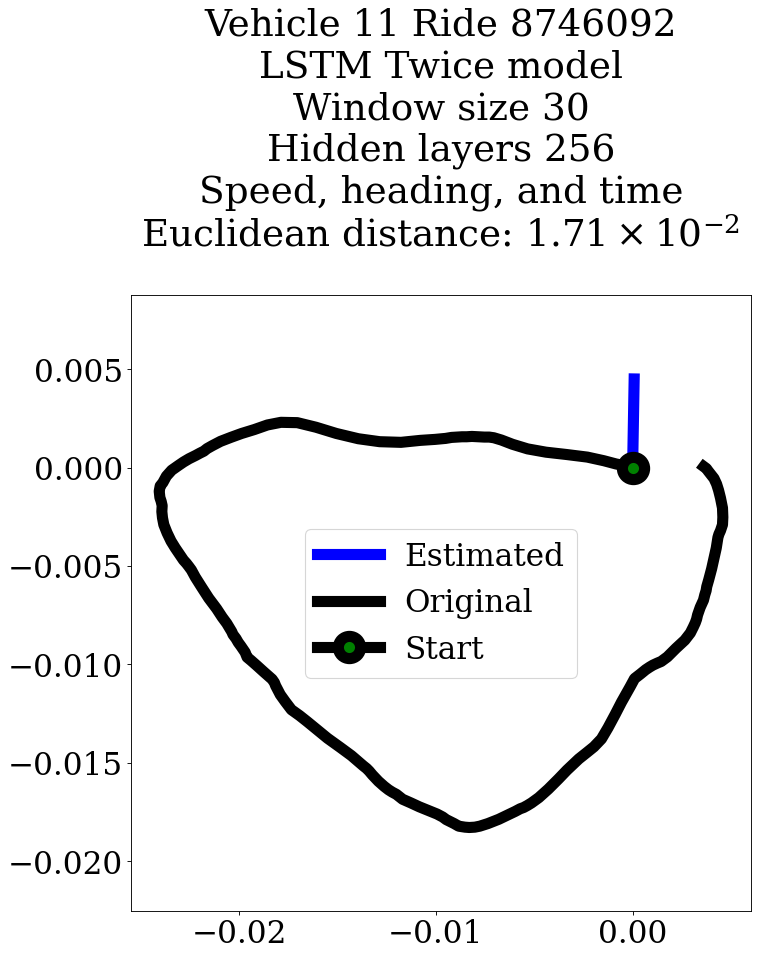 Vehicle 11 Ride 8746092
LSTM Twice model
Window size 30
Hidden layers 256
Speed, heading, and time
Euclidean distance: 1.71 × 10⁻²
0.005
0.000
−0.005
−0.010
−0.015
−0.020
Estimated
Original
Start
−0.02
−0.01
0.00